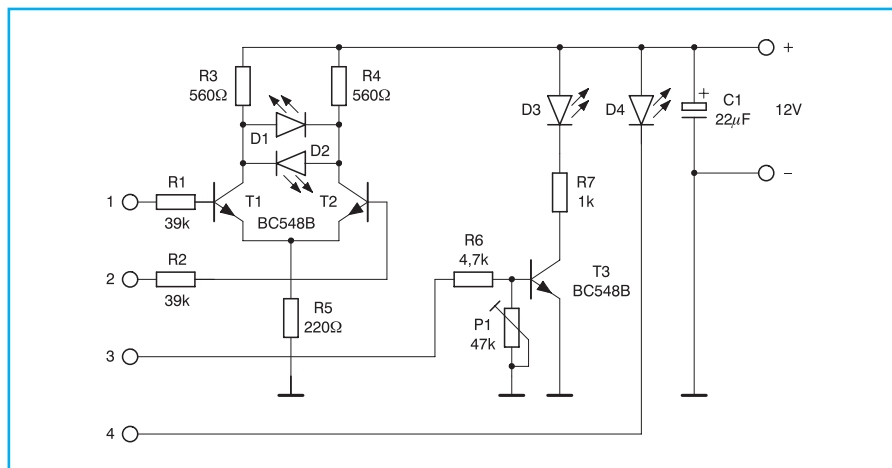 R3
560Ω
R4
560Ω
D1
D2
D3
D4
+
C1
22μF
12V
+
−
1
R1
39k
T1
T2
BC548B
R7
1k
2
R2
39k
R6
4,7k
T3
BC548B
R5
220Ω
P1
47k
3
4